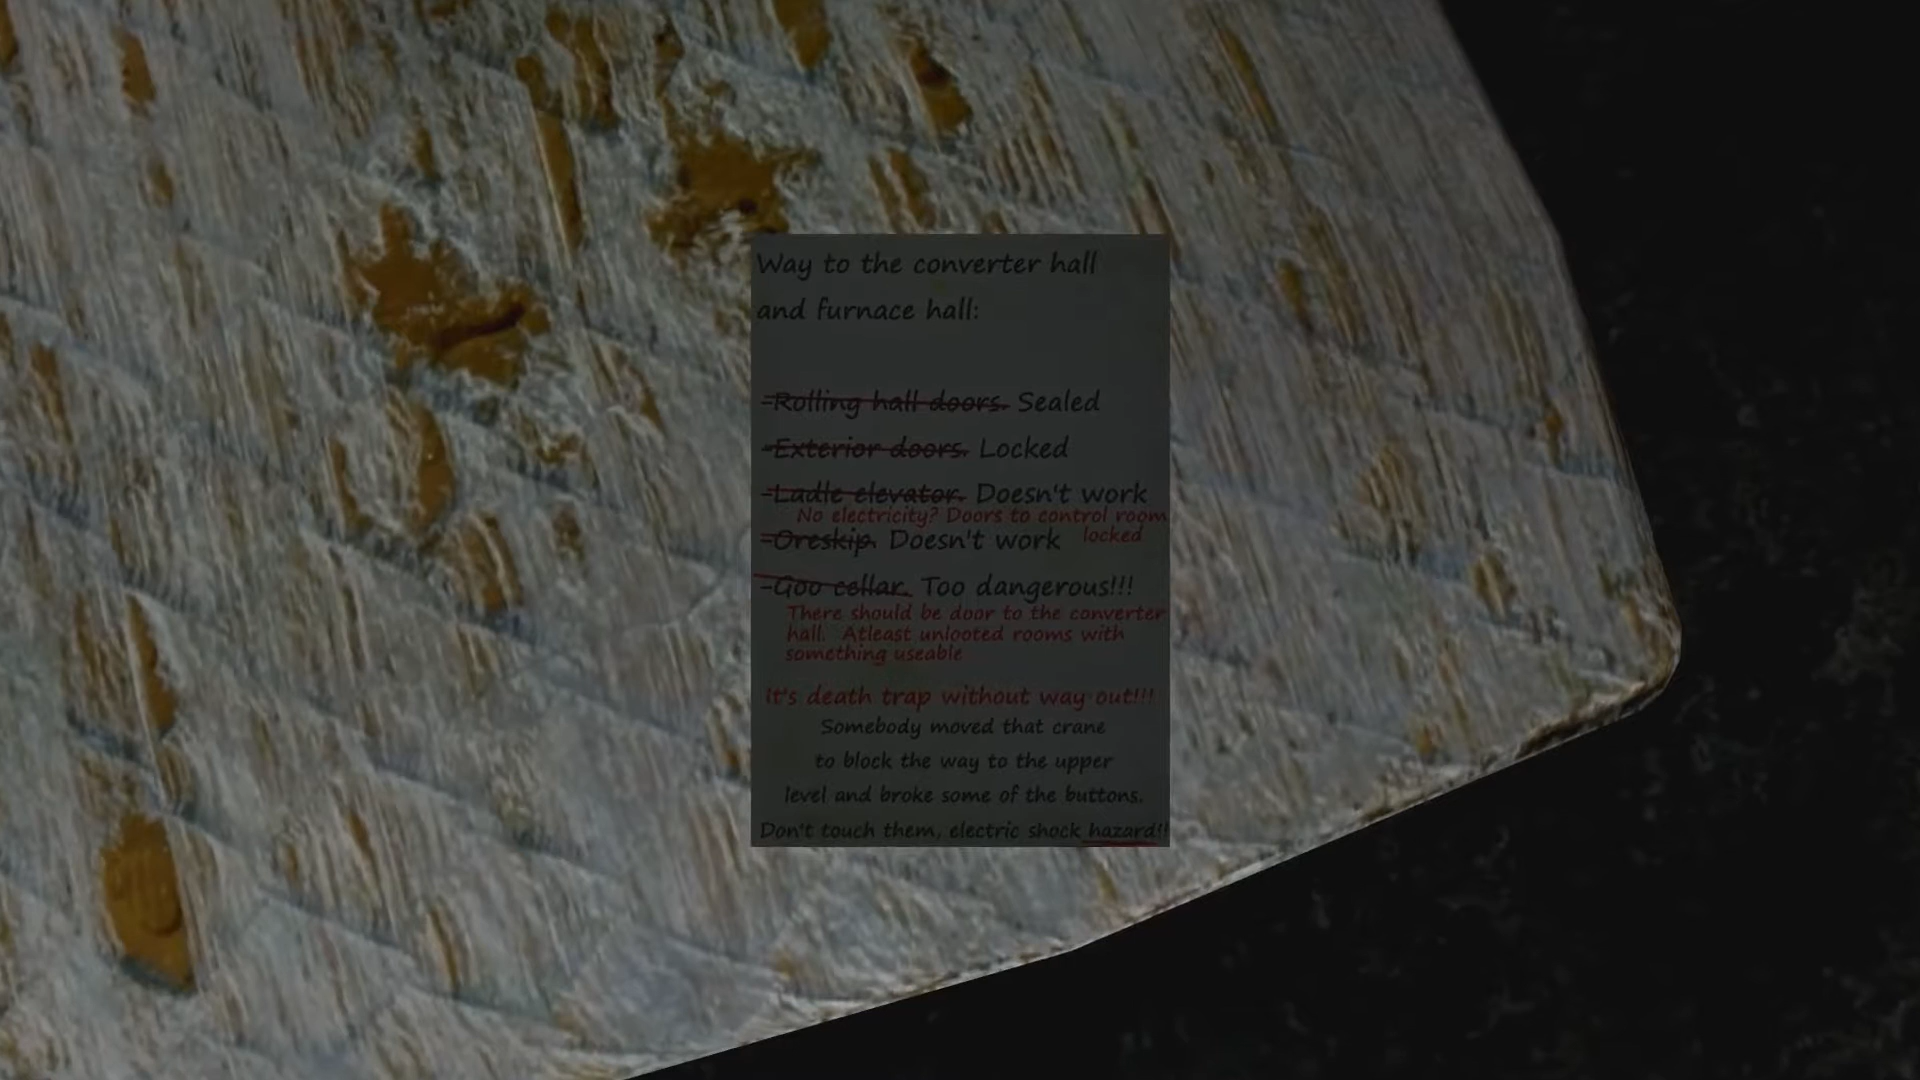 Way to the converter hall
and furnace hall:
-Rolling hall doors. Sealed
-Exterior doors. Locked
-Ladle elevator. Doesn't work
No electricity? Doors to control room
locked
-Oreskip. Doesn't work
-Goo cellar. Too dangerous!!!
There should be door to the converter
hall. Atleast unlooted rooms with
something useable
It's death trap without way out!!!
Somebody moved that crane
to block the way to the upper
level and broke some of the buttons.
Don't touch them, electric shock hazard!!